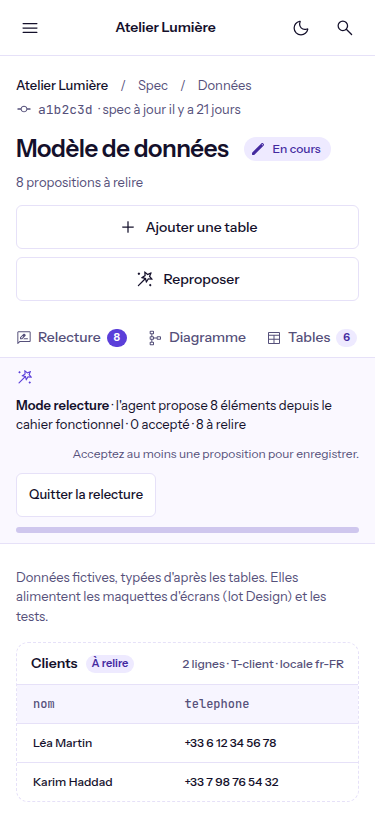 Atelier Lumière
Atelier Lumière / Spec / Données
a1b2c3d · spec à jour il y a 21 jours
Modèle de données En cours
8 propositions à relire
Ajouter une table
Reproposer
Relecture 8 Diagramme Tables 6
Mode relecture · l'agent propose 8 éléments depuis le
cahier fonctionnel · 0 accepté · 8 à relire
Acceptez au moins une proposition pour enregistrer.
Quitter la relecture
Données fictives, typées d'après les tables. Elles
alimentent les maquettes d'écrans (lot Design) et les
tests.
Clients À relire 2 lignes · T-client · locale fr-FR
nom telephone
Léa Martin +33 6 12 34 56 78
Karim Haddad +33 7 98 76 54 32